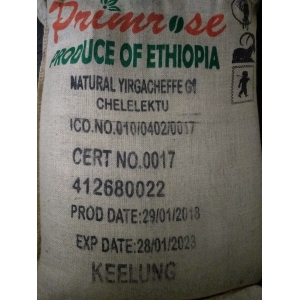 Primrose
PRODUCE OF ETHIOPIA
NATURAL YIRGACHEFFE G1
CHELELEKTU
ICO.NO.010/0402/0017
CERT NO.0017
412680022
PROD DATE:29/01/2018
EXP DATE:28/01/2023
KEELUNG